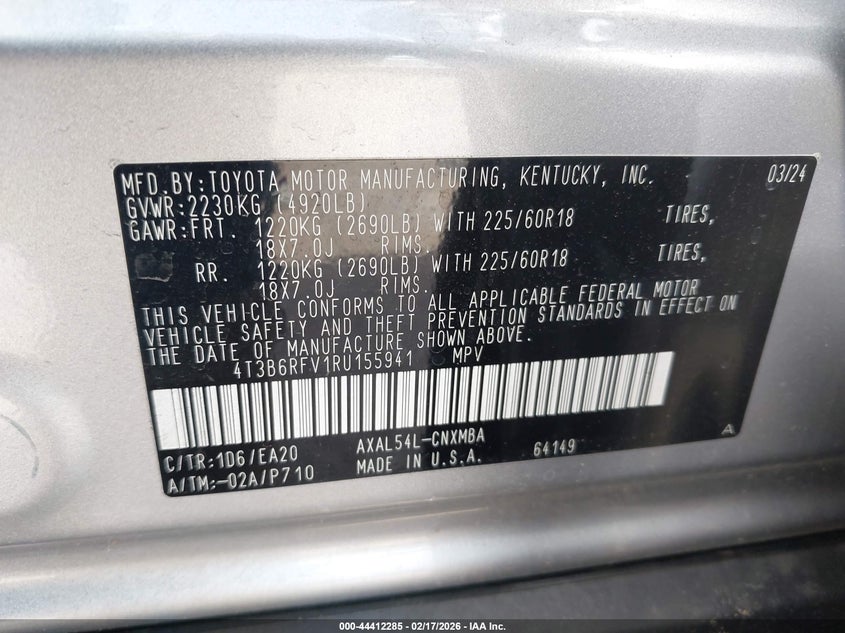 MFD.BY:TOYOTA MOTOR MANUFACTURING, KENTUCKY, INC. 03/24
GVWR:2230KG (4920LB)
GAWR:FRT. 1220KG (2690LB) WITH 225/60R18 TIRES,
18X7.0J RIMS.
RR. 1220KG (2690LB) WITH 225/60R18 TIRES,
18X7.0J RIMS.
THIS VEHICLE CONFORMS TO ALL APPLICABLE FEDERAL MOTOR
VEHICLE SAFETY AND THEFT PREVENTION STANDARDS IN EFFECT ON
THE DATE OF MANUFACTURE SHOWN ABOVE.
4T3B6RFV1RU155941 MPV
C/TR:1D6/EA20 AXAL54L-CNXMBA A
A/TM:-02A/P710 MADE IN U.S.A. 64149
000-44412285 - 02/17/2026 - IAA Inc.